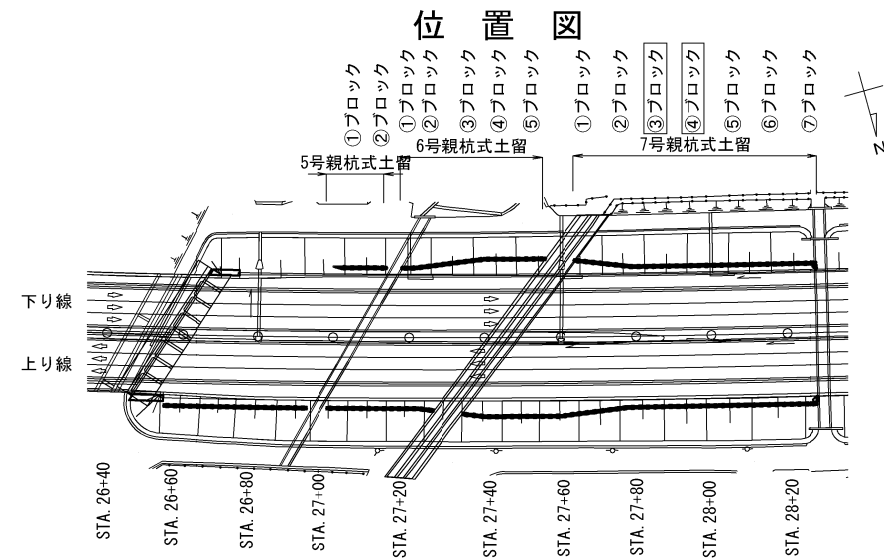 位置図
①ブロック
②ブロック
①ブロック
②ブロック
③ブロック
④ブロック
⑤ブロック
①ブロック
②ブロック
③ブロック
④ブロック
⑤ブロック
⑥ブロック
⑦ブロック
5号親杭式土留
6号親杭式土留
7号親杭式土留
N
下り線
上り線
STA. 26+40
STA. 26+60
STA. 26+80
STA. 27+00
STA. 27+20
STA. 27+40
STA. 27+60
STA. 27+80
STA. 28+00
STA. 28+20